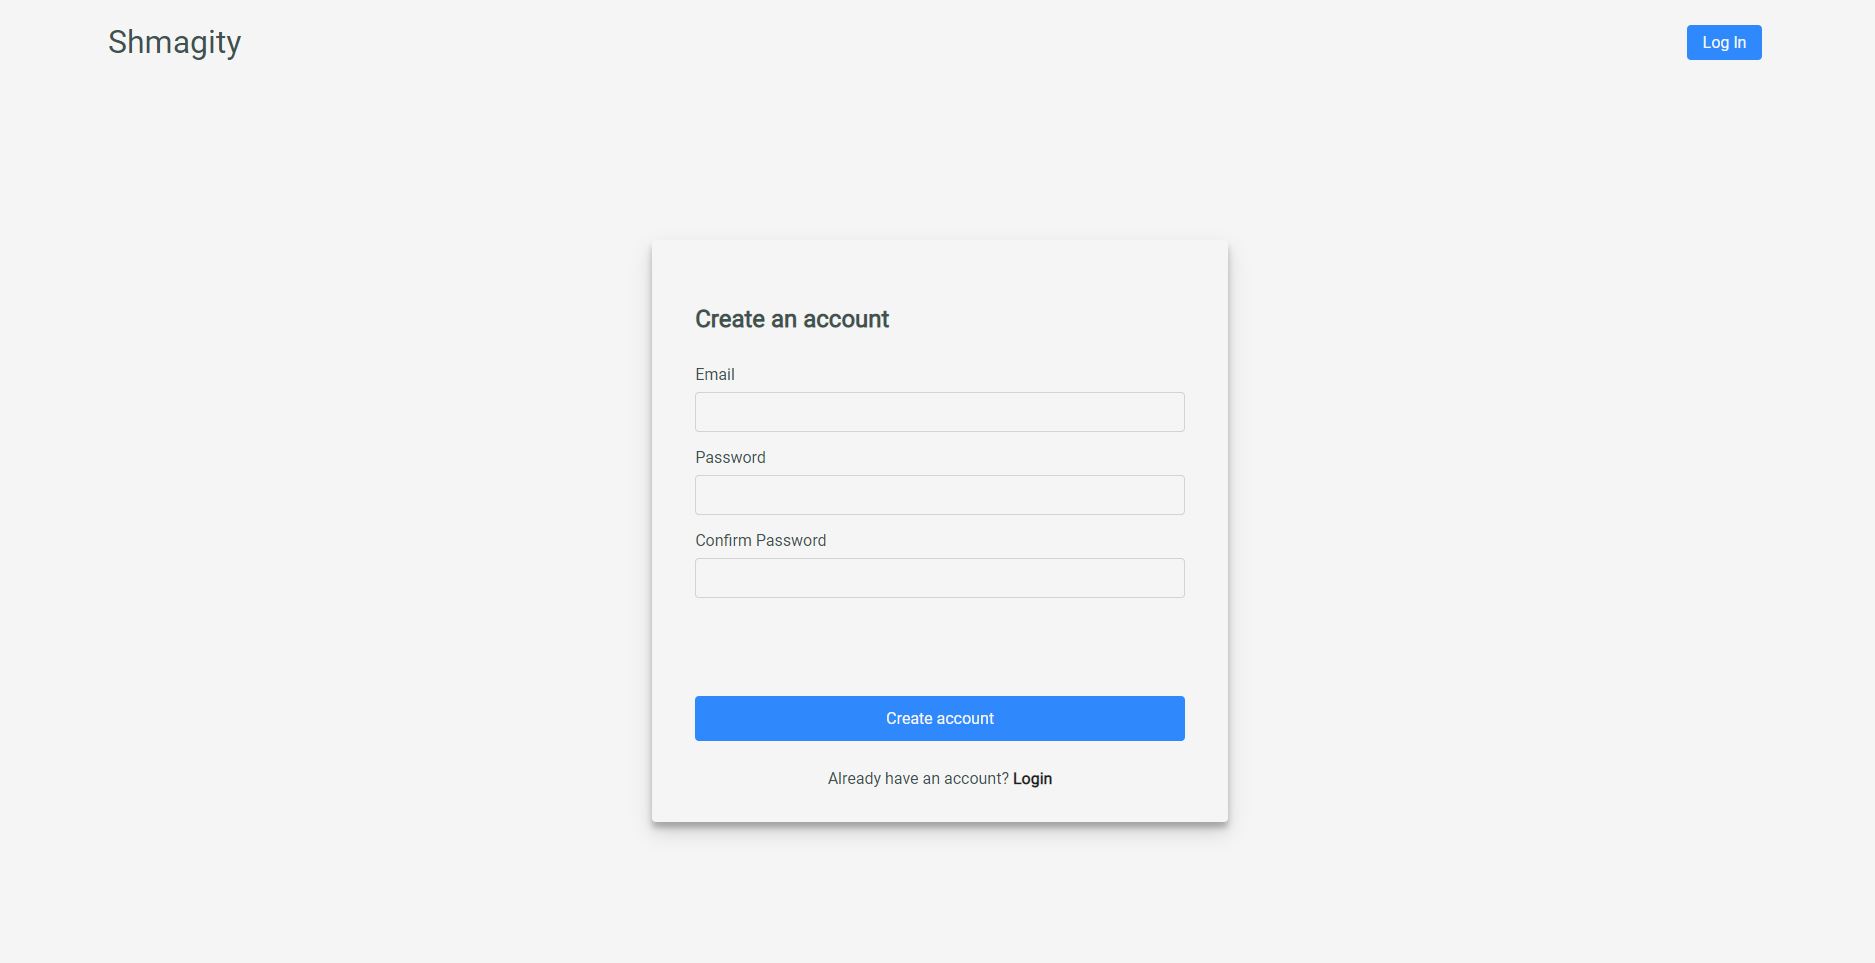 Shmagity
Log In
Create an account
Email
Password
Confirm Password
Create account
Already have an account? Login